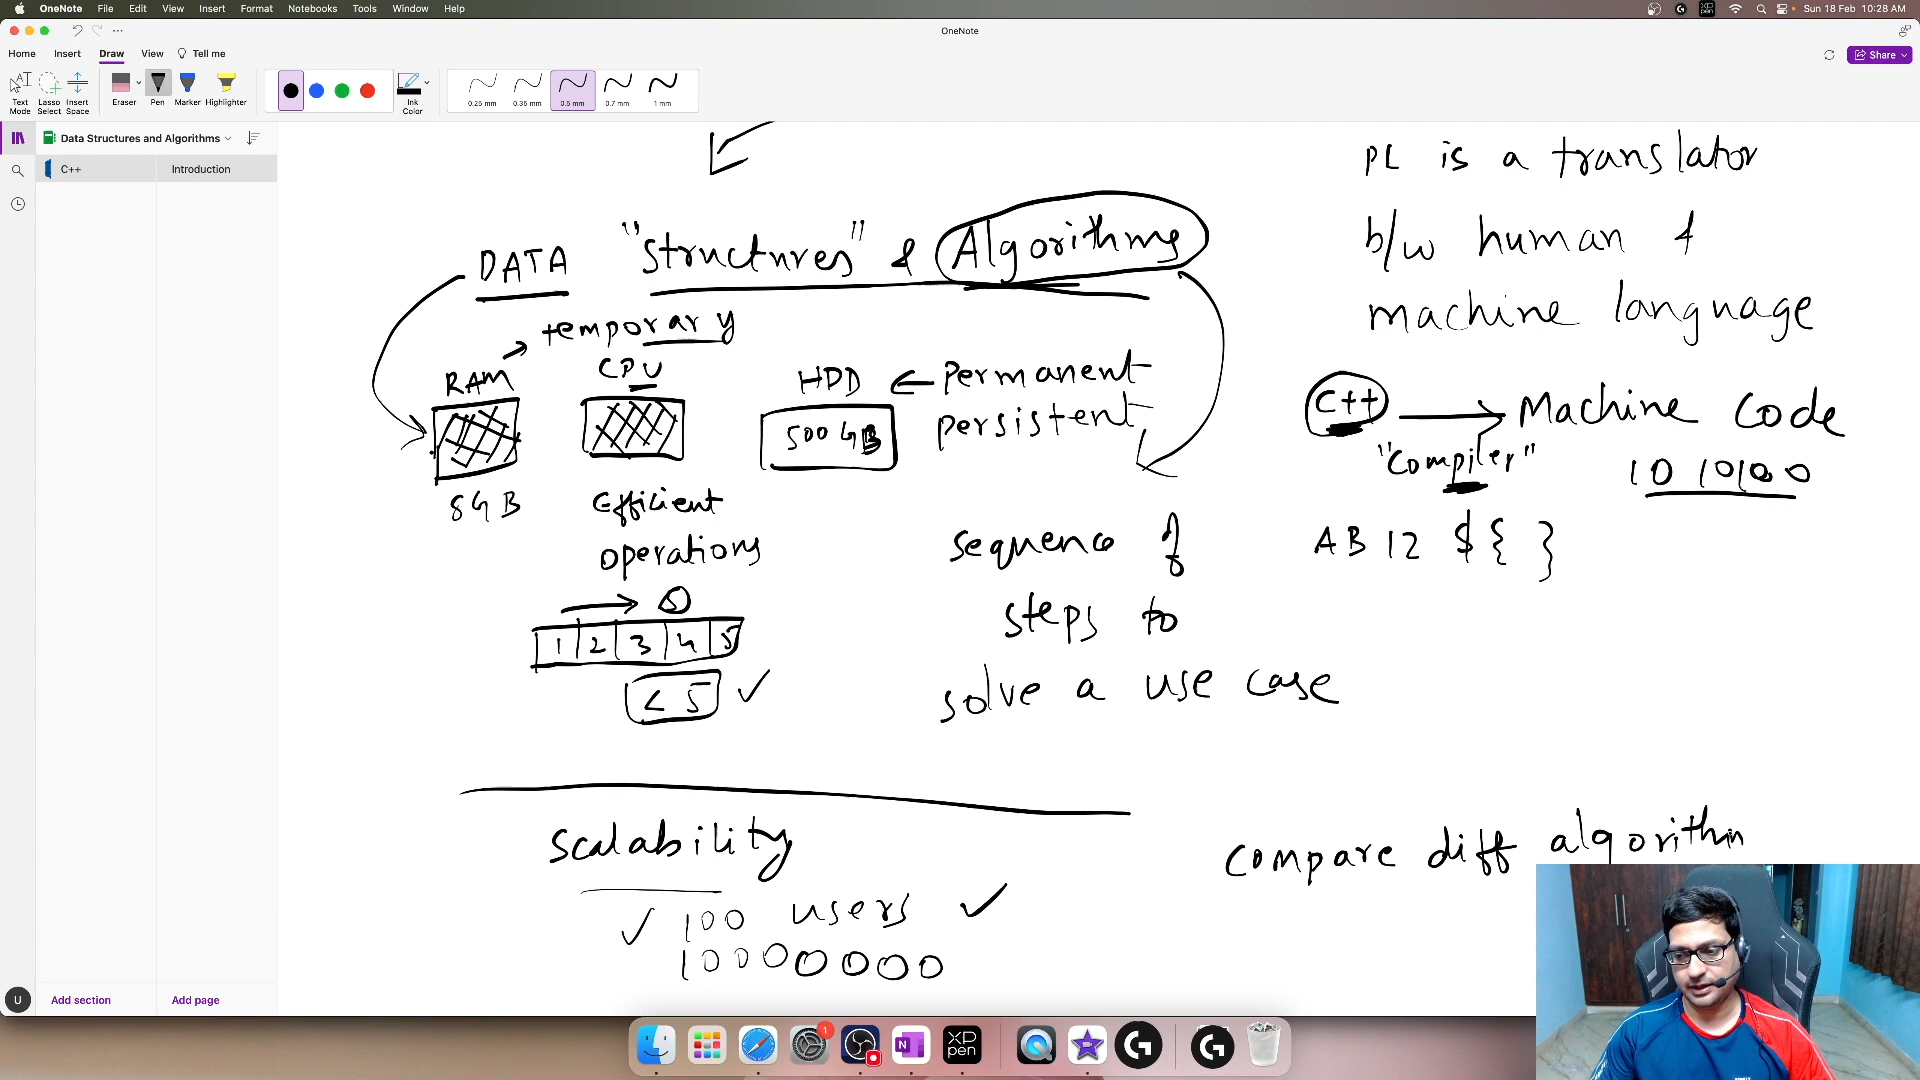 OneNote File Edit View Insert Format Notebooks Tools Window Help
Sun 18 Feb 10:28 AM
OneNote
Home Insert Draw View Tell me
Share
Text Mode
Lasso Select
Insert Space
Eraser
Pen
Marker
Highlighter
Ink Color
0.25 mm 0.35 mm 0.5 mm 0.7 mm 1 mm
Data Structures and Algorithms
C++
Introduction
DATA "structures" & Algorithms
temporary
RAM
CPU
HDD
Permanent
persistent
500 GB
8GB
Efficient
operations
1 2 3 4 5
< 5 ✓
sequence of
steps to
solve a use case
PL is a translator
b/w human &
machine language
C++ → Machine Code
"Compiler"
10 10100
AB 12 $ { }
Scalability
✓ 100 users ✓
10000000
compare diff algorithm
U
Add section
Add page
1
N
XP
pen